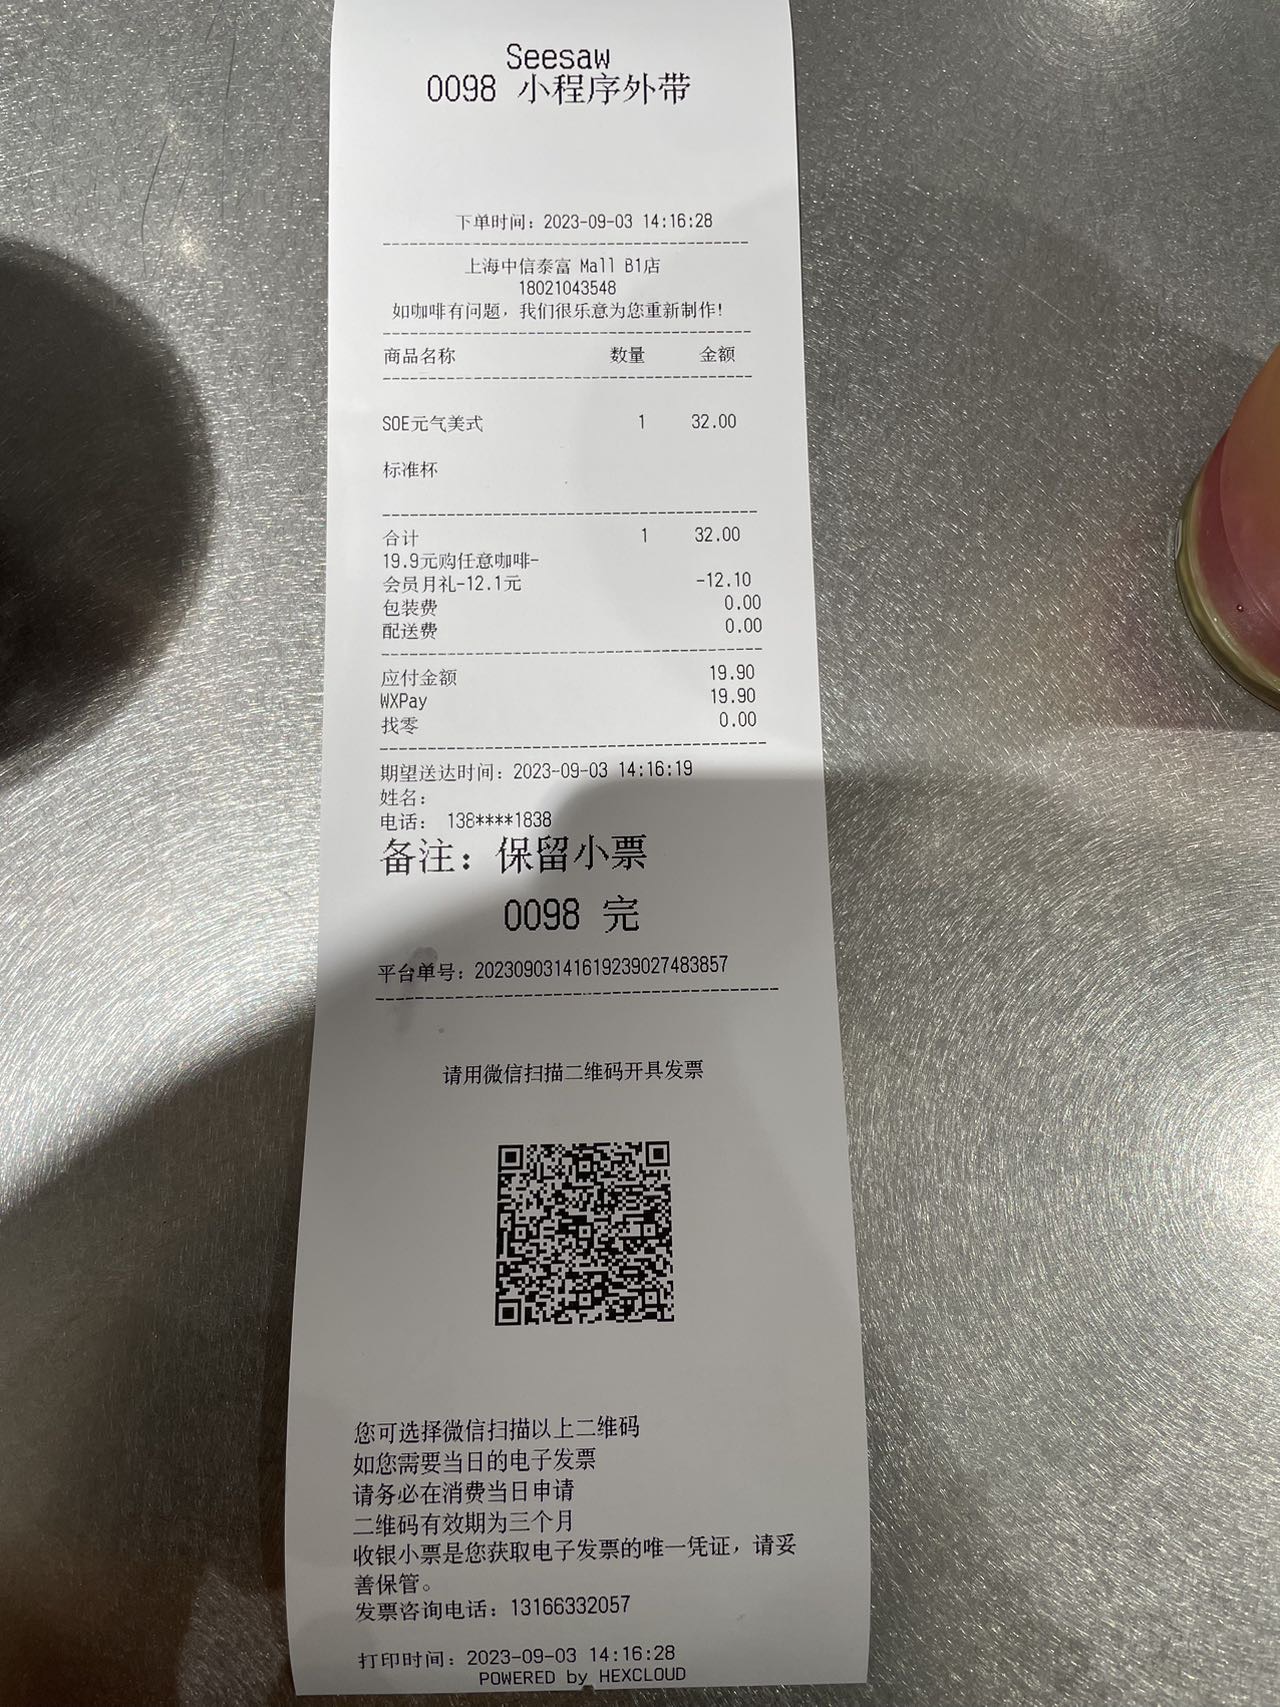 Seesaw
0098 小程序外带
下单时间：2023-09-03 14:16:28
上海中信泰富 Mall B1店
18021043548
如咖啡有问题，我们很乐意为您重新制作！
商品名称 数量 金额
SOE元气美式 1 32.00
标准杯
合计 1 32.00
19.9元购任意咖啡-
会员月礼-12.1元 -12.10
包装费 0.00
配送费 0.00
应付金额 19.90
WXPay 19.90
找零 0.00
期望送达时间：2023-09-03 14:16:19
姓名：
电话： 138****1838
备注：保留小票
0098 完
平台单号：20230903141619239027483857
请用微信扫描二维码开具发票
您可选择微信扫描以上二维码
如您需要当日的电子发票
请务必在消费当日申请
二维码有效期为三个月
收银小票是您获取电子发票的唯一凭证，请妥
善保管。
发票咨询电话：13166332057
打印时间：2023-09-03 14:16:28
POWERED by HEXCLOUD